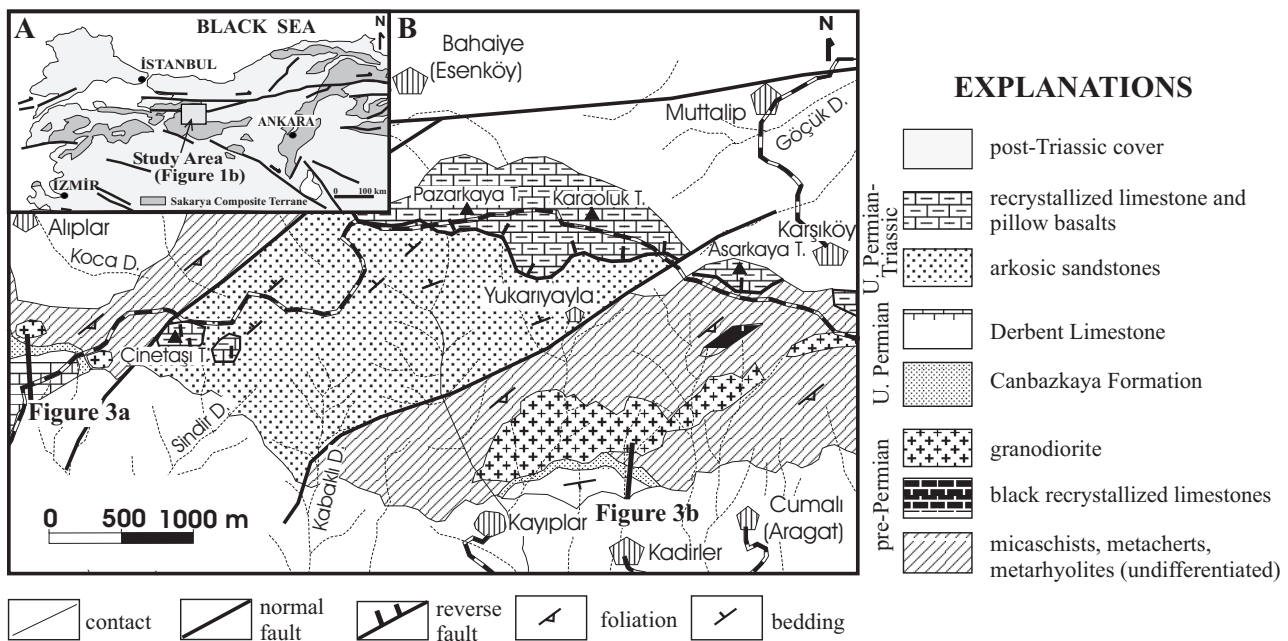 A
BLACK SEA
N
İSTANBUL
ANKARA
Study Area
(Figure 1b)
İZMİR
0 100 km
Sakarya Composite Terrane
B
N
Bahaiye
(Esenköy)
Muttalip
Göçük D.
Pazarkaya T.
Karaoluk T.
Karşıköy
Asarkaya T.
Alıplar
Koca D.
Yukarıyayla
Çinetaşı T.
Figure 3a
Sindir D.
Kabaklı D.
0 500 1000 m
Kayıplar
Figure 3b
Kadirler
Cumalı
(Aragat)
EXPLANATIONS
post-Triassic cover
U. Permian-
Triassic
recrystallized limestone and
pillow basalts
arkosic sandstones
U. Permian
Derbent Limestone
Canbazkaya Formation
pre-Permian
granodiorite
black recrystallized limestones
micaschists, metacherts,
metarhyolites (undifferentiated)
contact
normal
fault
reverse
fault
foliation
bedding